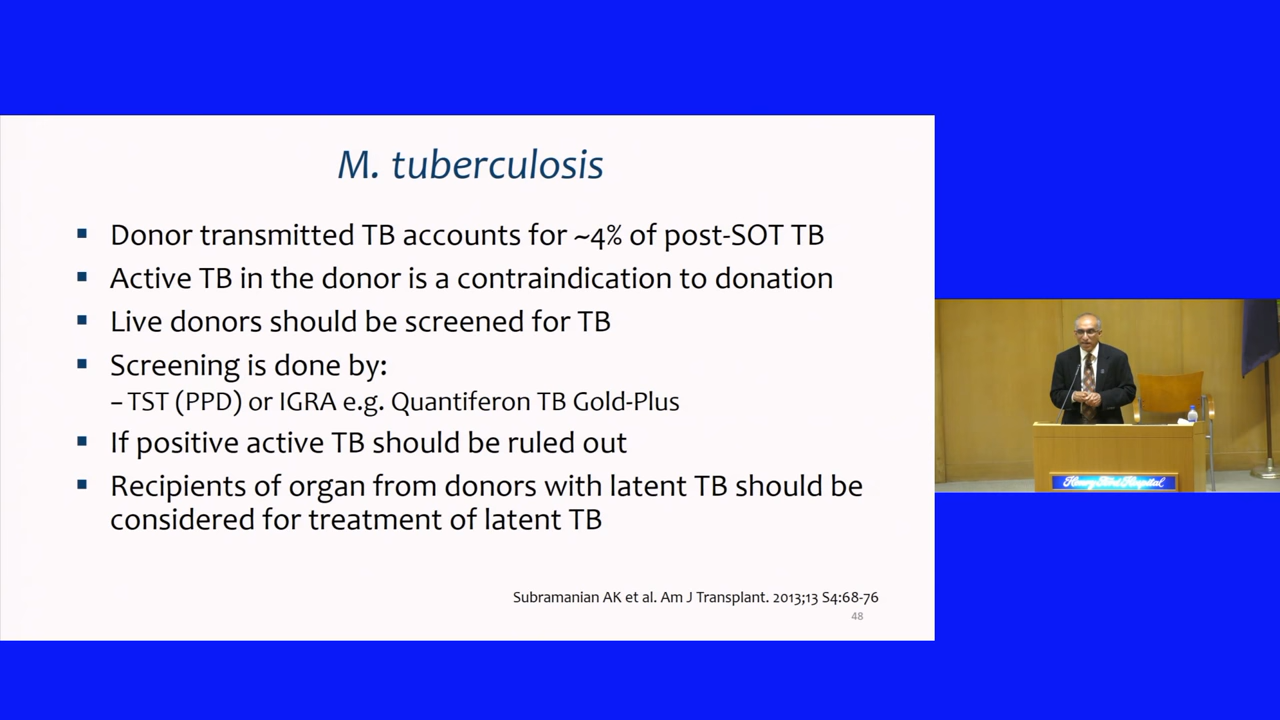 M. tuberculosis
▪ Donor transmitted TB accounts for ~4% of post-SOT TB
▪ Active TB in the donor is a contraindication to donation
▪ Live donors should be screened for TB
▪ Screening is done by:
– TST (PPD) or IGRA e.g. Quantiferon TB Gold-Plus
▪ If positive active TB should be ruled out
▪ Recipients of organ from donors with latent TB should be
considered for treatment of latent TB
Subramanian AK et al. Am J Transplant. 2013;13 S4:68-76
48
Henry Ford Hospital